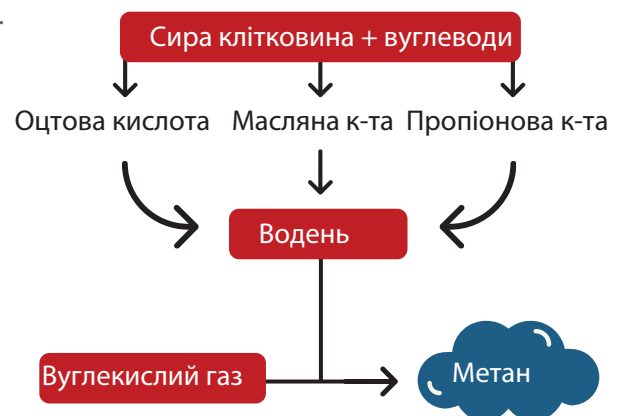 Сира клітковина + вуглеводи
Оцтова кислота Масляна к-та Пропіонова к-та
Водень
Вуглекислий газ Метан